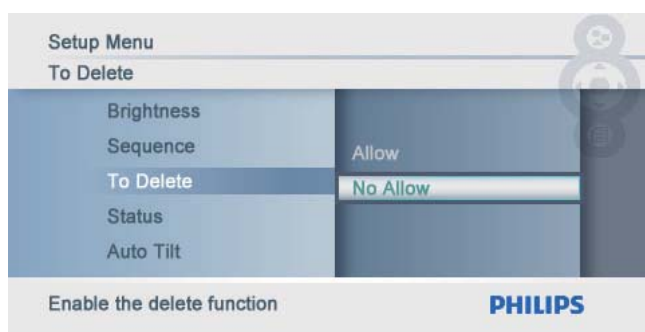 Setup Menu
To Delete
Brightness
Sequence
To Delete
Status
Auto Tilt
Allow
No Allow
Enable the delete function
PHILIPS